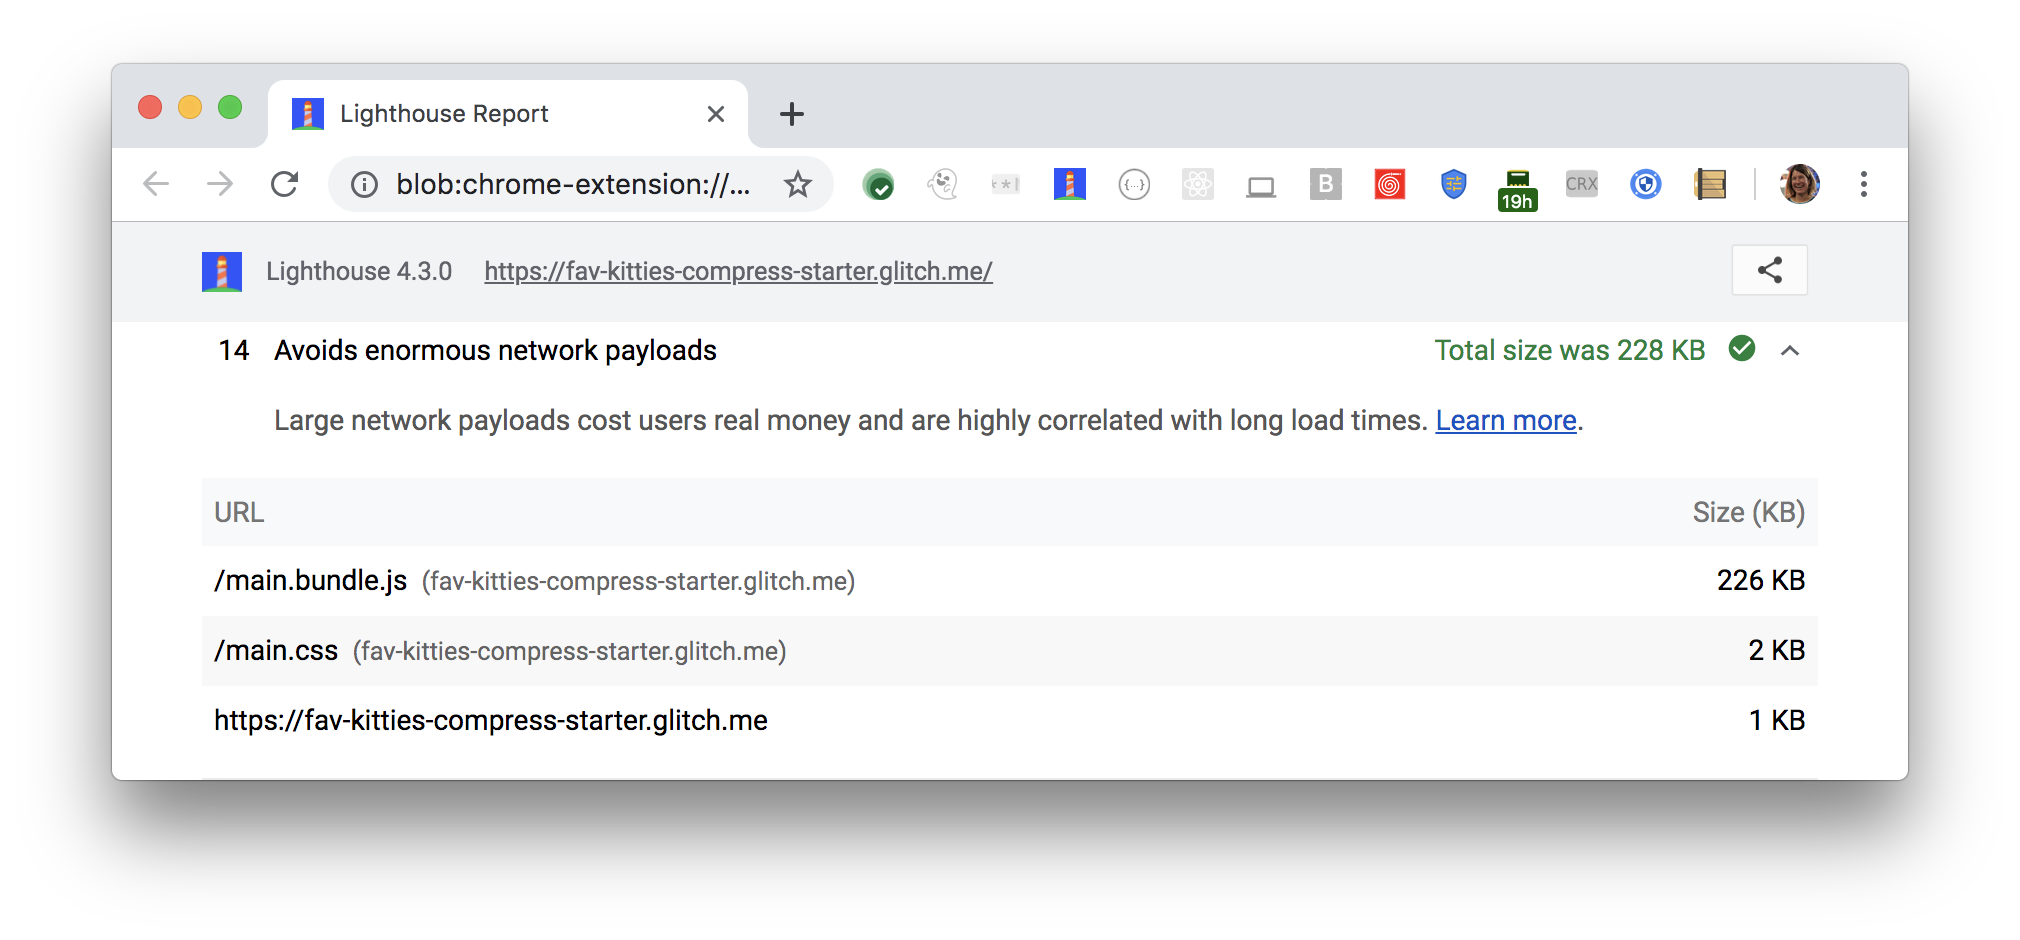 Lighthouse Report
blob:chrome-extension://...
**|
{...}
B
19h
CRX
Lighthouse 4.3.0 https://fav-kitties-compress-starter.glitch.me/
14 Avoids enormous network payloads Total size was 228 KB
Large network payloads cost users real money and are highly correlated with long load times. Learn more.
URL Size (KB)
/main.bundle.js (fav-kitties-compress-starter.glitch.me) 226 KB
/main.css (fav-kitties-compress-starter.glitch.me) 2 KB
https://fav-kitties-compress-starter.glitch.me 1 KB